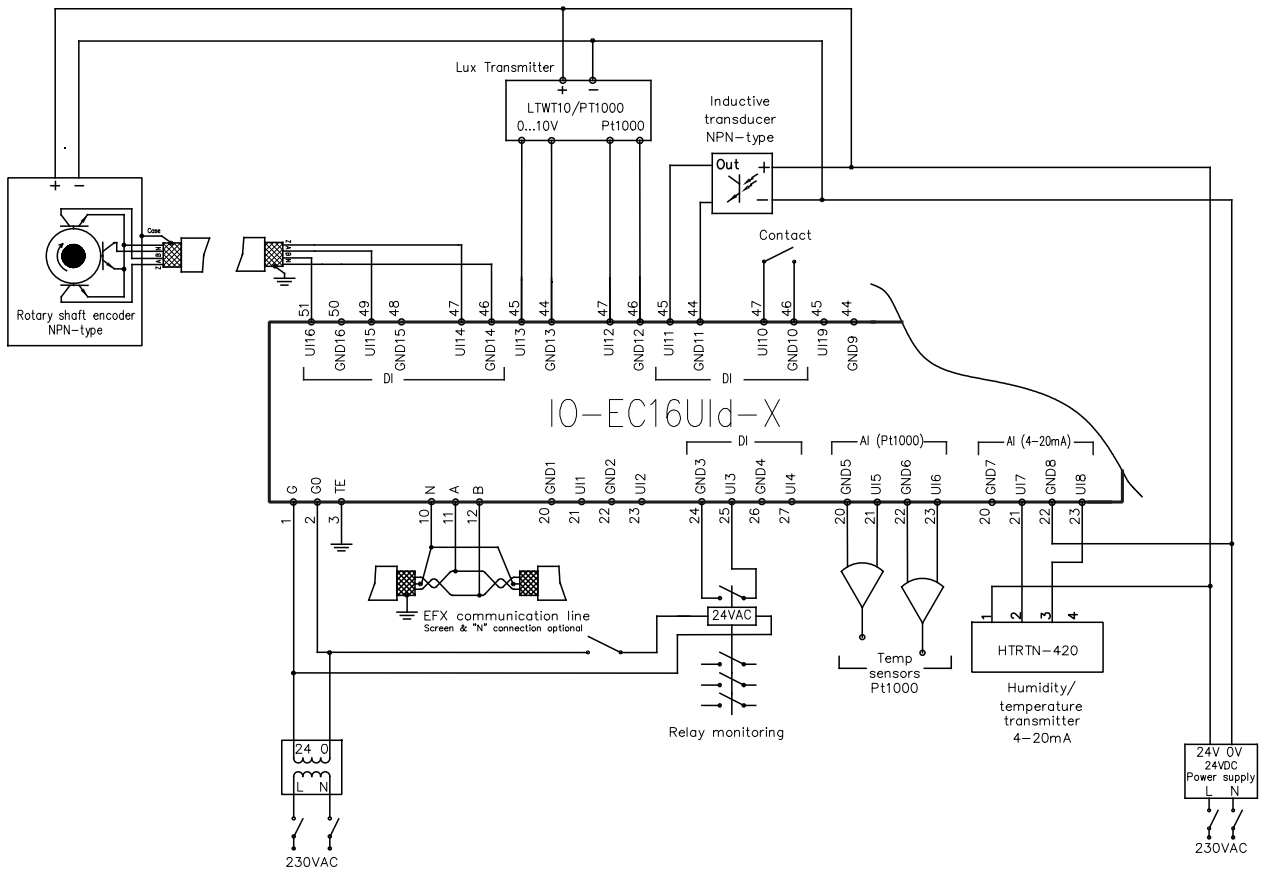 Lux Transmitter
+ −
LTWT10/PT1000
0...10V Pt1000
Inductive
transducer
NPN−type
Out +
−
Contact
+ −
Case
Z A B N
Z A B N
Rotary shaft encoder
NPN−type
51 50 49 48 47 46 45 44 47 46 45 44 47 46 45 44
UI16 GND16 UI15 GND15 UI14 GND14 UI13 GND13 UI12 GND12 UI11 GND11 UI10 GND10 UI19 GND9
DI DI
IO−EC16UId−X
DI AI (Pt1000) AI (4−20mA)
G G0 TE N A B GND1 UI1 GND2 UI2 GND3 UI3 GND4 UI4 GND5 UI5 GND6 UI6 GND7 UI7 GND8 UI8
1 2 3 10 11 12 20 21 22 23 24 25 26 27 20 21 22 23 20 21 22 23
EFX communication line
Screen & "N" connection optional
24VAC
Relay monitoring
Temp
sensors
Pt1000
1 2 3 4
HTRTN−420
Humidity/
temperature
transmitter
4−20mA
24 0
L N
230VAC
24V 0V
24VDC
Power supply
L N
230VAC